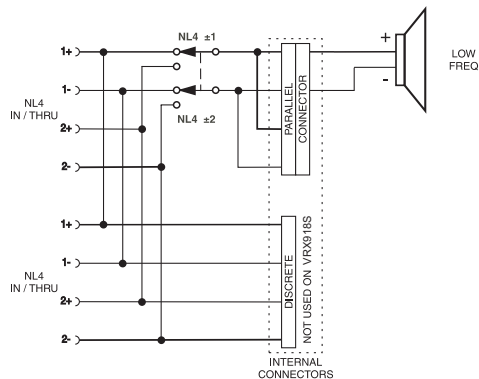 NL4 ±1
1+
1-
NL4
IN / THRU
2+
2-
NL4 ±2
PARALLEL
CONNECTOR
+
-
LOW
FREQ
1+
1-
NL4
IN / THRU
2+
2-
DISCRETE
NOT USED ON VRX918S
INTERNAL
CONNECTORS